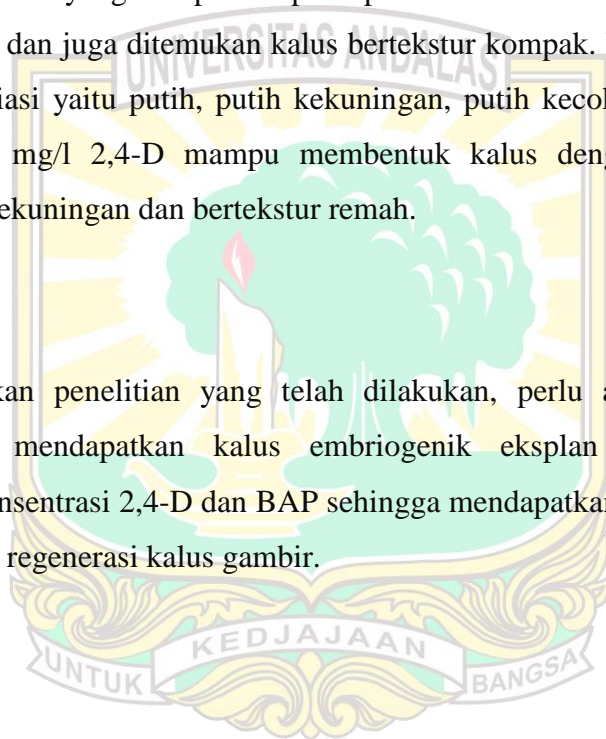 dan juga ditemukan kalus bertekstur kompak.
UNIVERSITAS ANDALAS
iasi yaitu putih, putih kekuningan, putih kecok
mg/l 2,4-D mampu membentuk kalus deng
ekuningan dan bertekstur remah.
kan penelitian yang telah dilakukan, perlu a
mendapatkan kalus embriogenik eksplan
nsentrasi 2,4-D dan BAP sehingga mendapatkan
regenerasi kalus gambir.
UNTUK KEDJAJAAN BANGSA